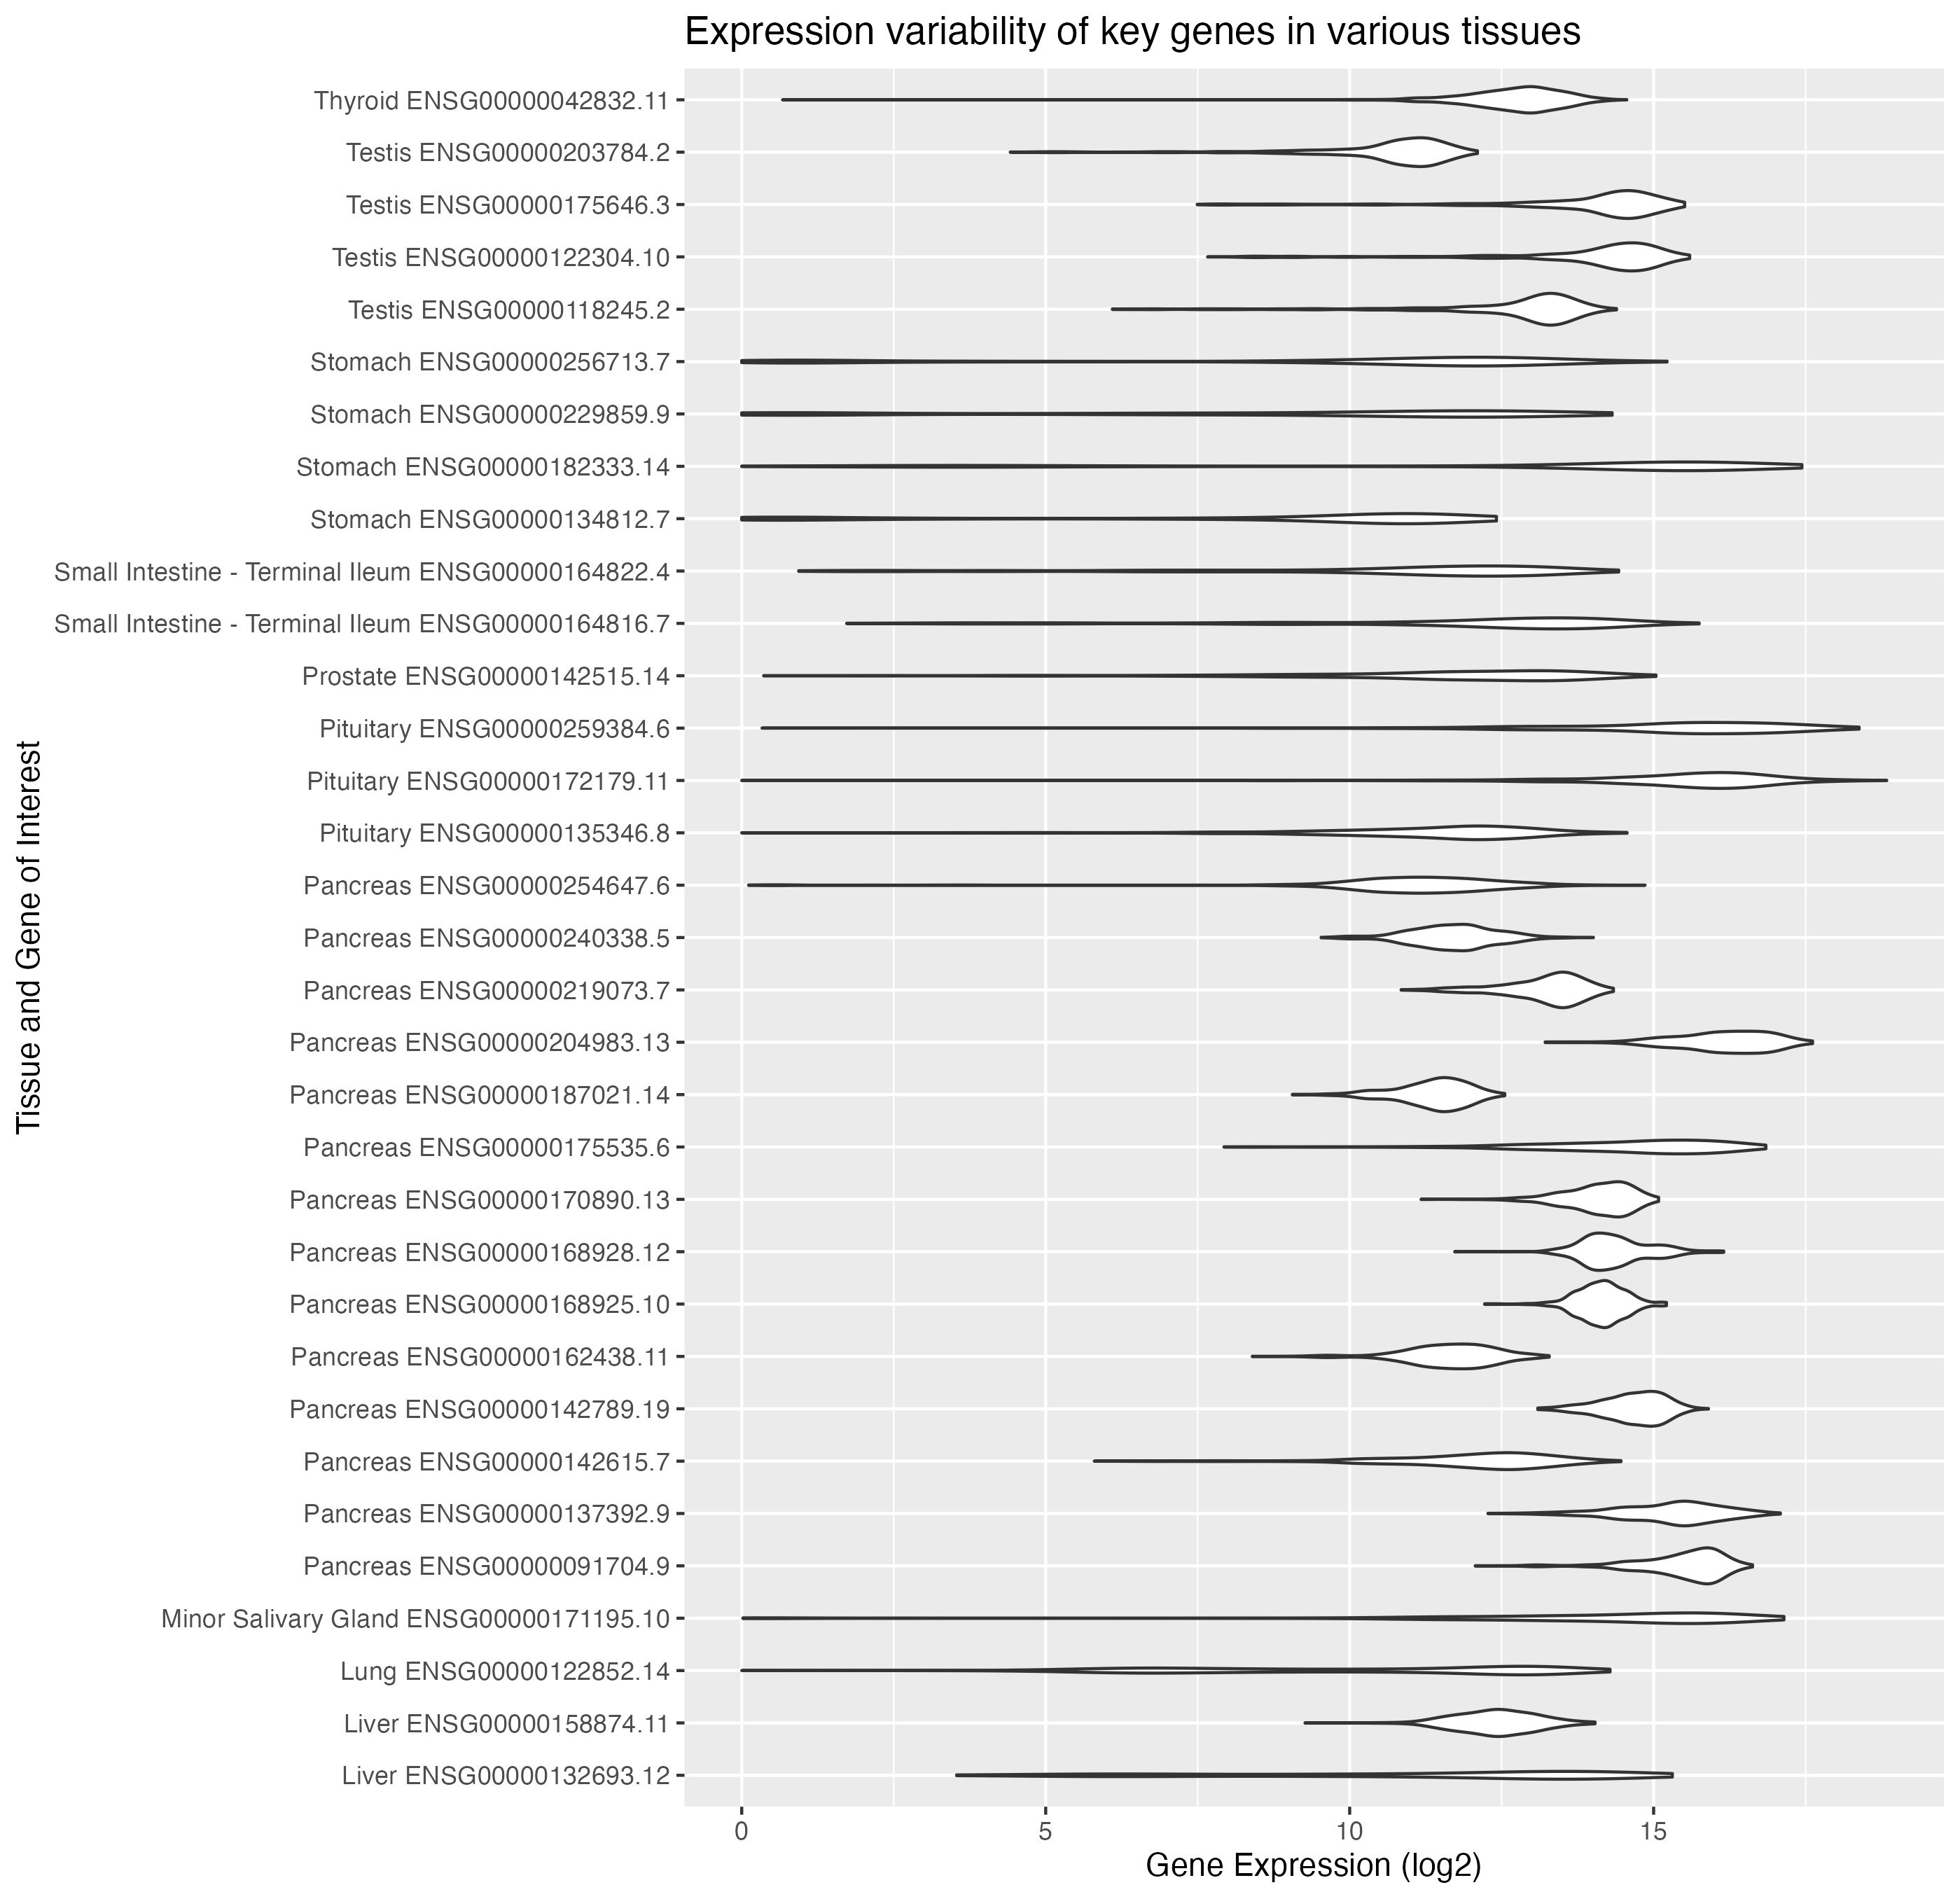 Expression variability of key genes in various tissues
Tissue and Gene of Interest
Thyroid ENSG00000042832.11
Testis ENSG00000203784.2
Testis ENSG00000175646.3
Testis ENSG00000122304.10
Testis ENSG00000118245.2
Stomach ENSG00000256713.7
Stomach ENSG00000229859.9
Stomach ENSG00000182333.14
Stomach ENSG00000134812.7
Small Intestine - Terminal Ileum ENSG00000164822.4
Small Intestine - Terminal Ileum ENSG00000164816.7
Prostate ENSG00000142515.14
Pituitary ENSG00000259384.6
Pituitary ENSG00000172179.11
Pituitary ENSG00000135346.8
Pancreas ENSG00000254647.6
Pancreas ENSG00000240338.5
Pancreas ENSG00000219073.7
Pancreas ENSG00000204983.13
Pancreas ENSG00000187021.14
Pancreas ENSG00000175535.6
Pancreas ENSG00000170890.13
Pancreas ENSG00000168928.12
Pancreas ENSG00000168925.10
Pancreas ENSG00000162438.11
Pancreas ENSG00000142789.19
Pancreas ENSG00000142615.7
Pancreas ENSG00000137392.9
Pancreas ENSG00000091704.9
Minor Salivary Gland ENSG00000171195.10
Lung ENSG00000122852.14
Liver ENSG00000158874.11
Liver ENSG00000132693.12
0 5 10 15
Gene Expression (log2)